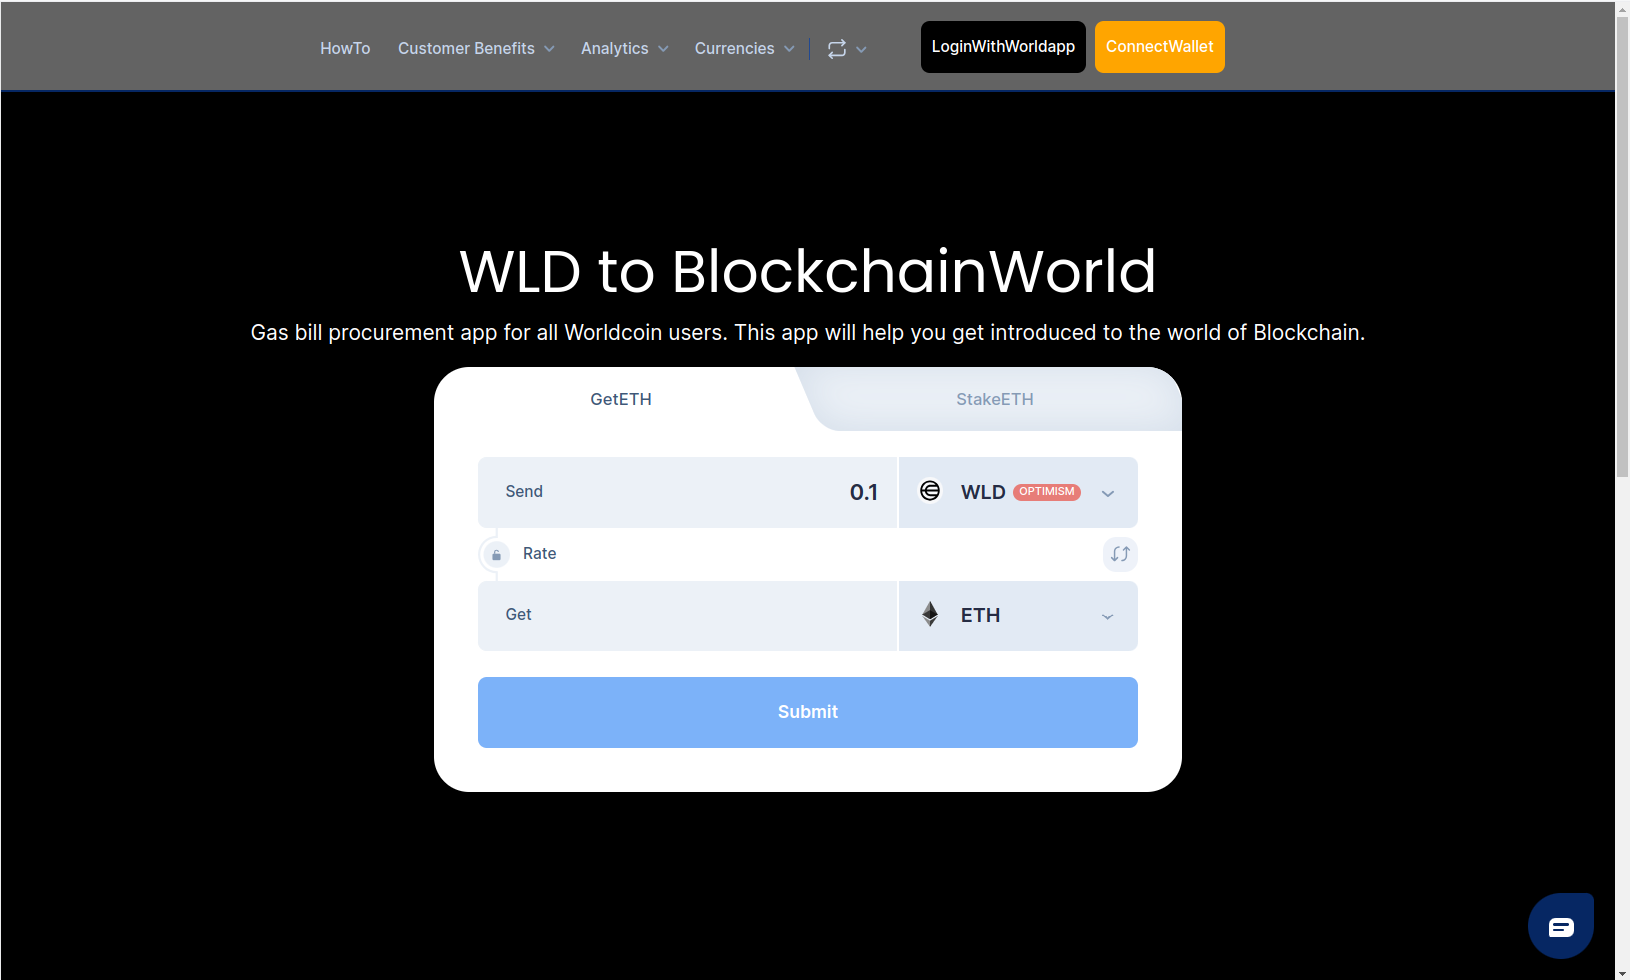 HowTo
Customer Benefits
Analytics
Currencies
LoginWithWorldapp
ConnectWallet
WLD to BlockchainWorld
Gas bill procurement app for all Worldcoin users. This app will help you get introduced to the world of Blockchain.
GetETH
StakeETH
Send
0.1
WLD OPTIMISM
Rate
Get
ETH
Submit